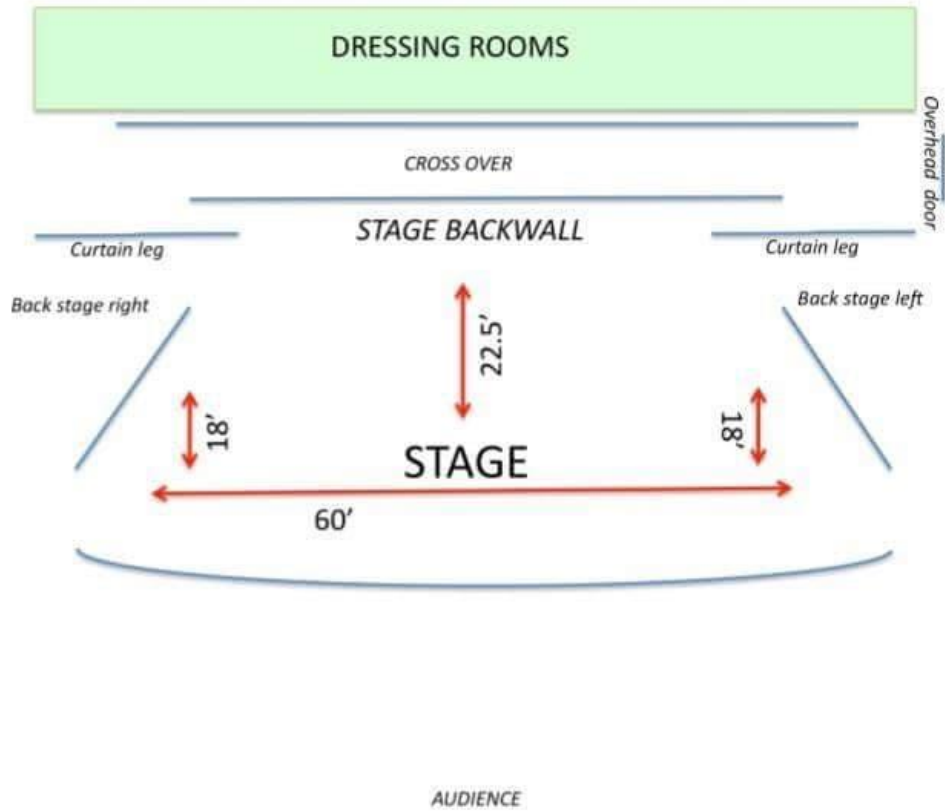 DRESSING ROOMS
Overhead door
CROSS OVER
STAGE BACKWALL
Curtain leg
Curtain leg
Back stage right
Back stage left
22.5’
18’
18’
STAGE
60’
AUDIENCE